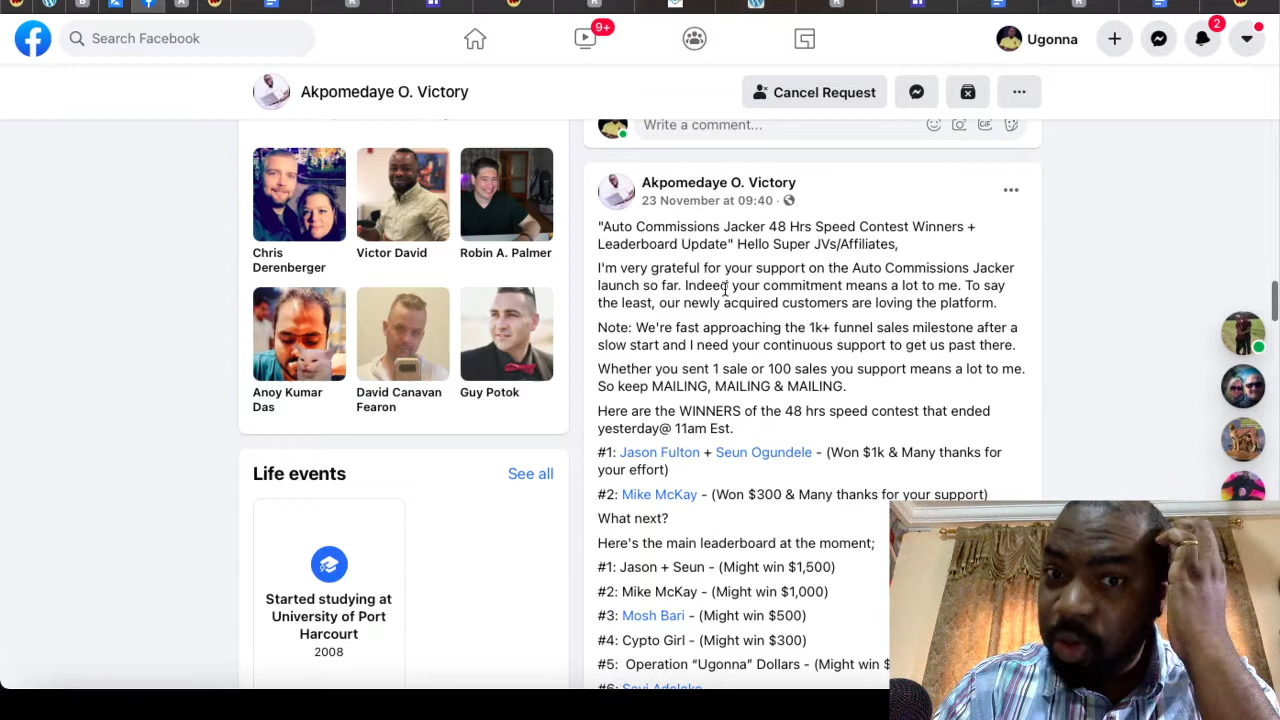 Search Facebook
9+
Ugonna
2
Akpomedaye O. Victory
Cancel Request
Write a comment...
Chris
Derenberger
Victor David
Robin A. Palmer
Anoy Kumar
Das
David Canavan
Fearon
Guy Potok
Life events
See all
Started studying at
University of Port
Harcourt
2008
Akpomedaye O. Victory
23 November at 09:40 ·
"Auto Commissions Jacker 48 Hrs Speed Contest Winners +
Leaderboard Update" Hello Super JVs/Affiliates,
I'm very grateful for your support on the Auto Commissions Jacker
launch so far. Indeed your commitment means a lot to me. To say
the least, our newly acquired customers are loving the platform.
Note: We're fast approaching the 1k+ funnel sales milestone after a
slow start and I need your continuous support to get us past there.
Whether you sent 1 sale or 100 sales you support means a lot to me.
So keep MAILING, MAILING & MAILING.
Here are the WINNERS of the 48 hrs speed contest that ended
yesterday@ 11am Est.
#1: Jason Fulton + Seun Ogundele - (Won $1k & Many thanks for
your effort)
#2: Mike McKay - (Won $300 & Many thanks for your support)
What next?
Here's the main leaderboard at the moment;
#1: Jason + Seun - (Might win $1,500)
#2: Mike McKay - (Might win $1,000)
#3: Mosh Bari - (Might win $500)
#4: Cypto Girl - (Might win $300)
#5: Operation “Ugonna” Dollars - (Might win $